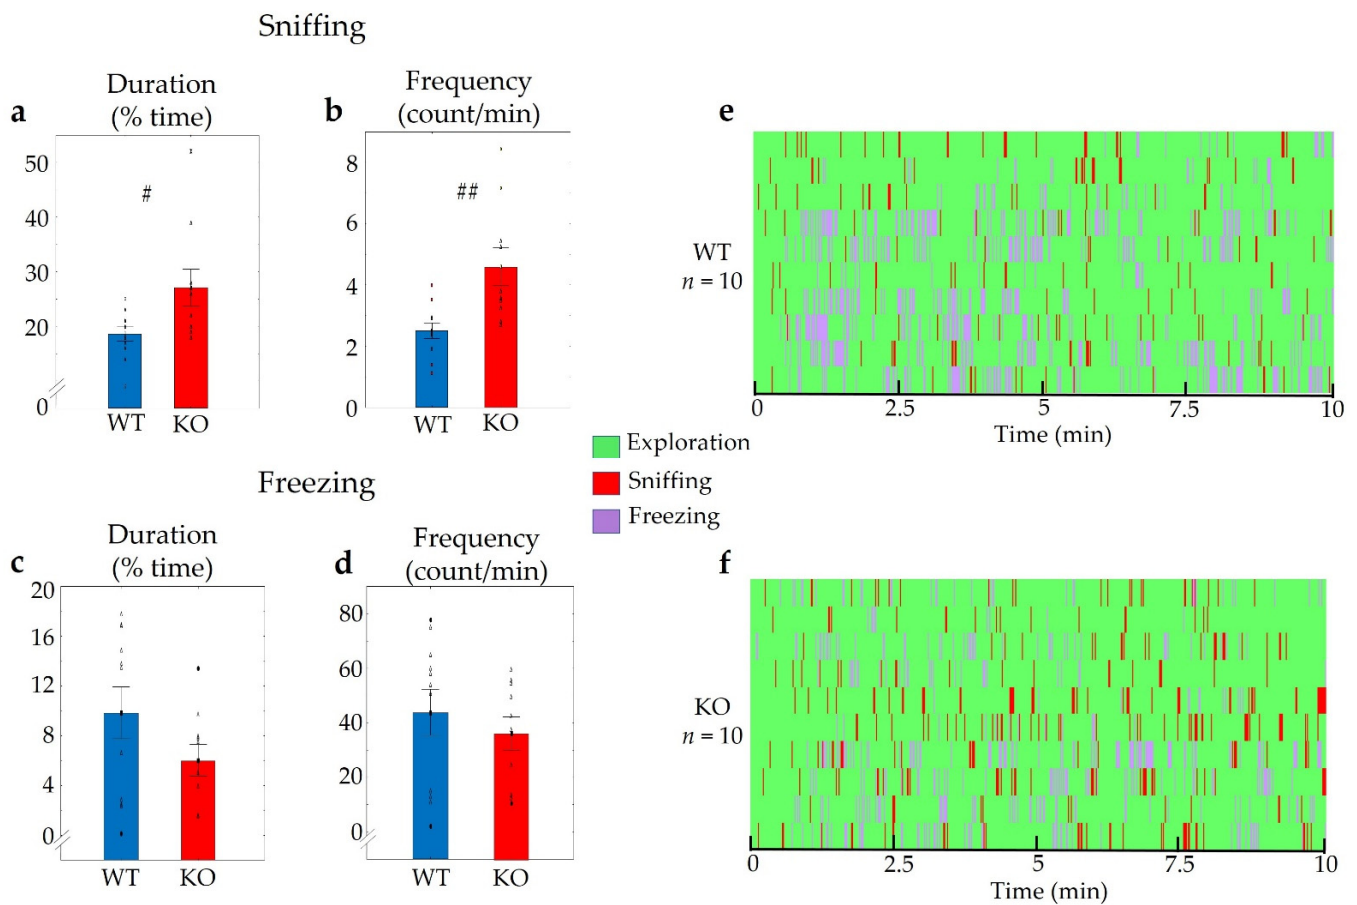 Sniffing
Duration
(% time)
a
50
40
30
20
0
#
WT KO
Frequency
(count/min)
b
8
6
4
2
0
##
WT KO
e
WT
n = 10
0 2.5 5 7.5 10
Time (min)
Exploration
Sniffing
Freezing
Freezing
Duration
(% time)
c
20
16
12
8
4
0
WT KO
Frequency
(count/min)
d
80
60
40
20
0
WT KO
f
KO
n = 10
0 2.5 5 7.5 10
Time (min)